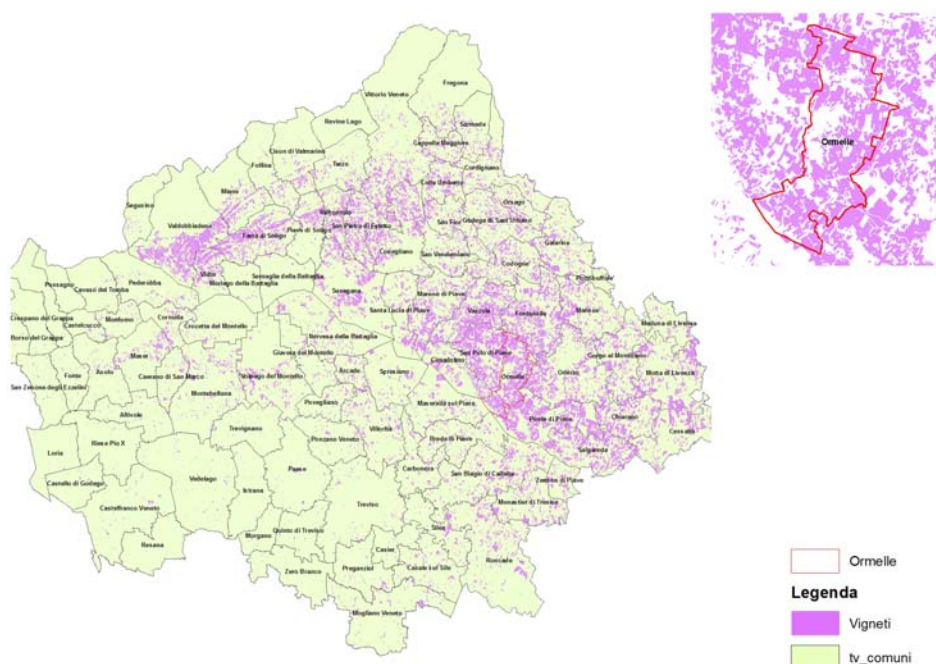 Ormelle
Fregona
Vittorio Veneto
Sarmede
Revine Lago
Cappella Maggiore
Cison di Valmarino
Tarzo
Cordignano
Follina
Colle Umberto
Miane
Orsago
Segusino
Refrontolo
San Fior
Godega di Sant'Urbano
Valdobbiadene
San Pietro di Feletto
Farra di Soligo
Pieve di Soligo
Gaiarine
Conegliano
San Vendemiano
Codognè
Vidor
Sernaglia della Battaglia
Moriago della Battaglia
Portobuffolè
Possagno
Pederobba
Cavaso del Tomba
Susegana
Mareno di Piave
Mansuè
Crespano del Grappa
Monfumo
Cornuda
Santa Lucia di Piave
Vazzola
Fontanelle
Castelcucco
Crocetta del Montello
Meduna di Livenza
Borso del Grappa
Nervesa della Battaglia
Maser
Giavera del Montello
San Polo di Piave
Cimadolmo
Gorgo al Monticano
Fonte
Asolo
Caerano di San Marco
Volpago del Montello
Arcade
Spresiano
Ormelle
Oderzo
Motta di Livenza
San Zenone degli Ezzelini
Montebelluna
Povegliano
Maserada sul Piave
Altivole
Ponte di Piave
Chiarano
Trevignano
Villorba
Cessalto
Riese Pio X
Ponzano Veneto
Breda di Piave
Loria
Salgareda
Paese
Carbonera
San Biagio di Callalta
Castello di Godego
Vedelago
Istrana
Zenson di Piave
Treviso
Monastier di Treviso
Castelfranco Veneto
Silea
Morgano
Quinto di Treviso
Resana
Casier
Roncade
Zero Branco
Preganziol
Casale sul Sile
Mogliano Veneto
Ormelle
Legenda
Vigneti
tv_comuni